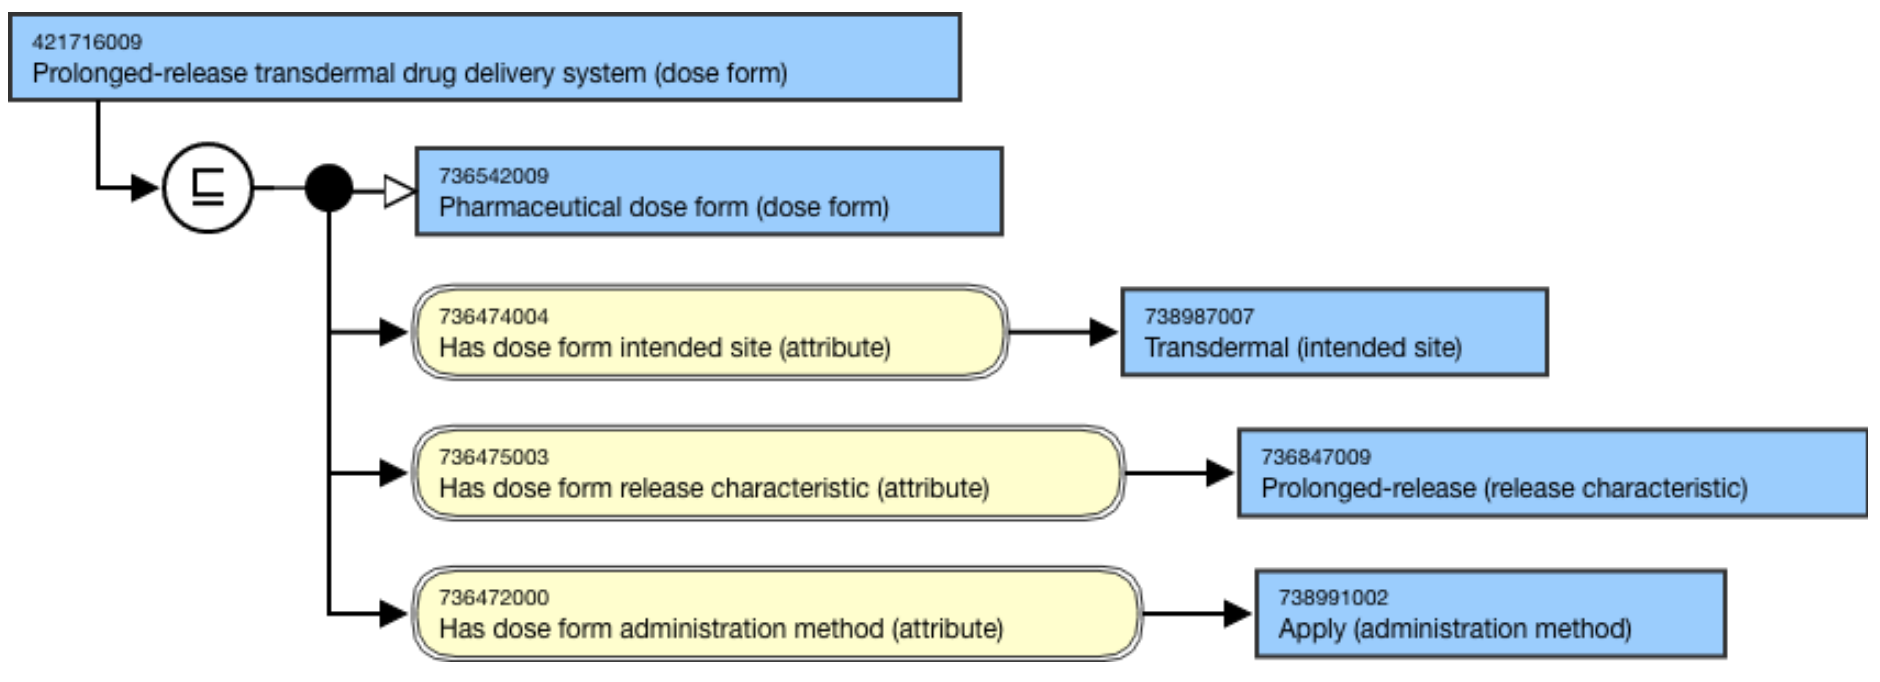 421716009
Prolonged-release transdermal drug delivery system (dose form)
⊑
736542009
Pharmaceutical dose form (dose form)
736474004
Has dose form intended site (attribute)
738987007
Transdermal (intended site)
736475003
Has dose form release characteristic (attribute)
736847009
Prolonged-release (release characteristic)
736472000
Has dose form administration method (attribute)
738991002
Apply (administration method)